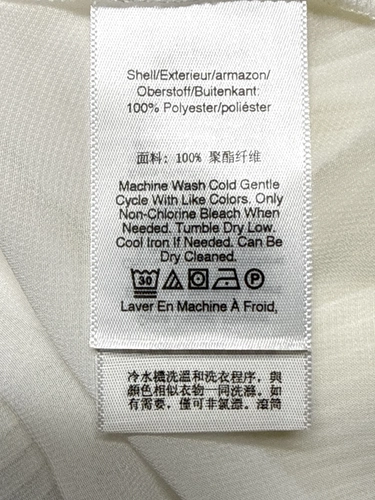 Shell/Exterieur/armazon/
Oberstoff/Buitenkant:
100% Polyester/poliéster
面料: 100% 聚酯纤维
Machine Wash Cold Gentle
Cycle With Like Colors. Only
Non-Chlorine Bleach When
Needed. Tumble Dry Low.
Cool Iron If Needed. Can Be
Dry Cleaned.
30 P
Laver En Machine À Froid,
冷水機洗溫和洗衣程序，與
顏色相似衣物一同洗滌。如
有需要，僅可非氯漂。滾筒